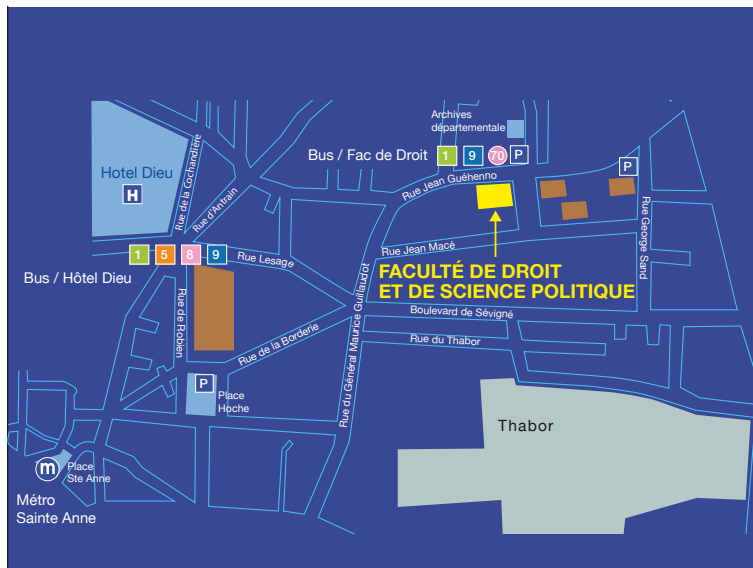 Archives
départementale
Bus / Fac de Droit 1 9 70 P
P
Hotel Dieu
H
Rue de la Cochardière
Rue d'Antrain
Rue Jean Guéhenno
Rue George Sand
Rue Jean Macé
1 5 8 9
Bus / Hôtel Dieu
Rue Lesage
FACULTÉ DE DROIT
ET DE SCIENCE POLITIQUE
Boulevard de Sévigné
Rue de Robien
Rue de la Borderie
Rue du Général Maurice Guillaudot
Rue du Thabor
P
Place
Hoche
Thabor
m
Place
Ste Anne
Métro
Sainte Anne